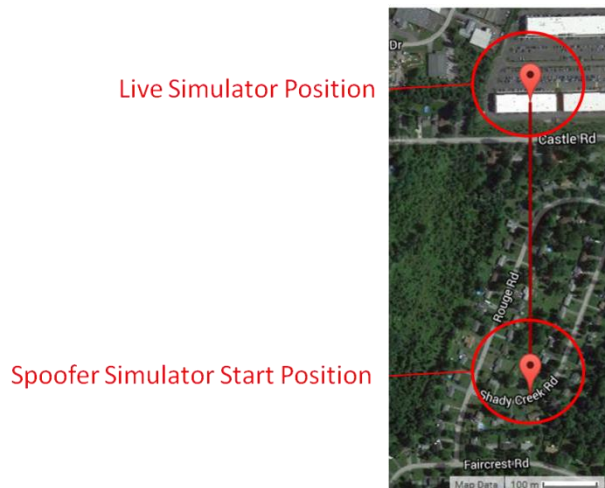 Dr
Live Simulator Position
Castle Rd
Rouge Rd
Spoofer Simulator Start Position
Shady Creek Rd
Faircrest Rd
Map Data
100 m